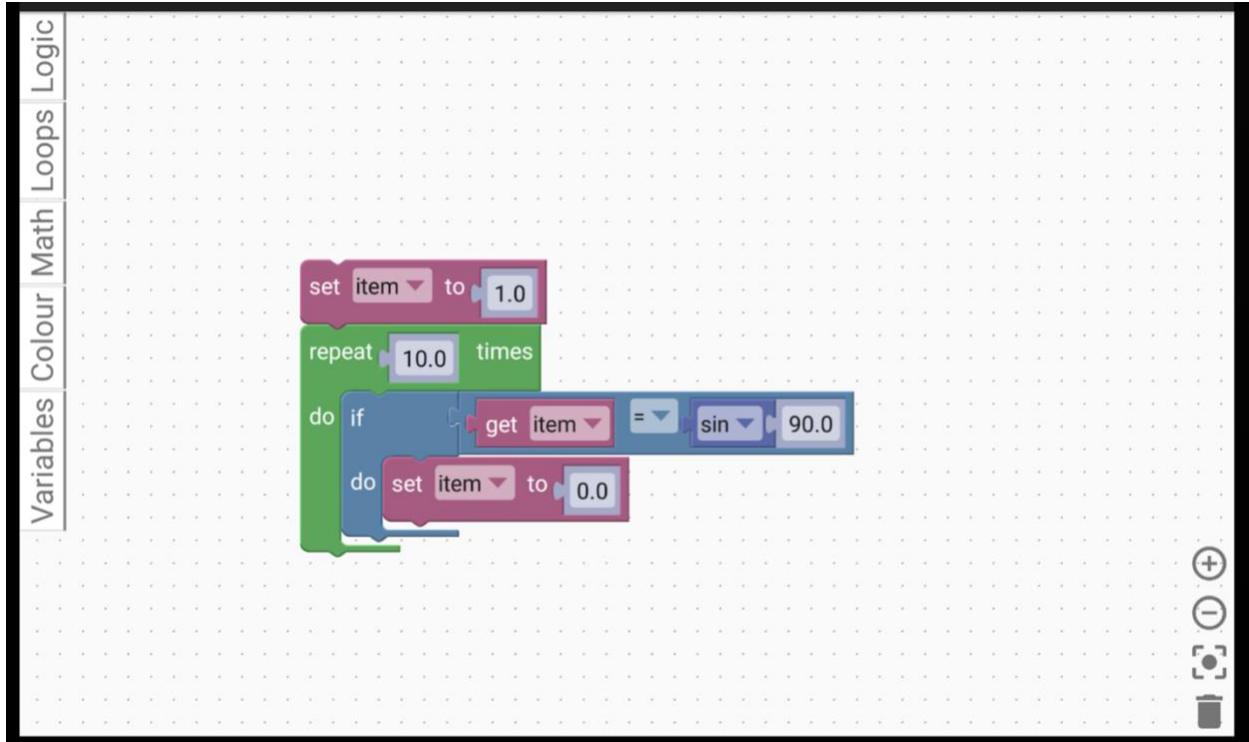 Logic
Loops
Math
Colour
Variables
set item to 1.0
repeat 10.0 times
do if get item = sin 90.0
do set item to 0.0